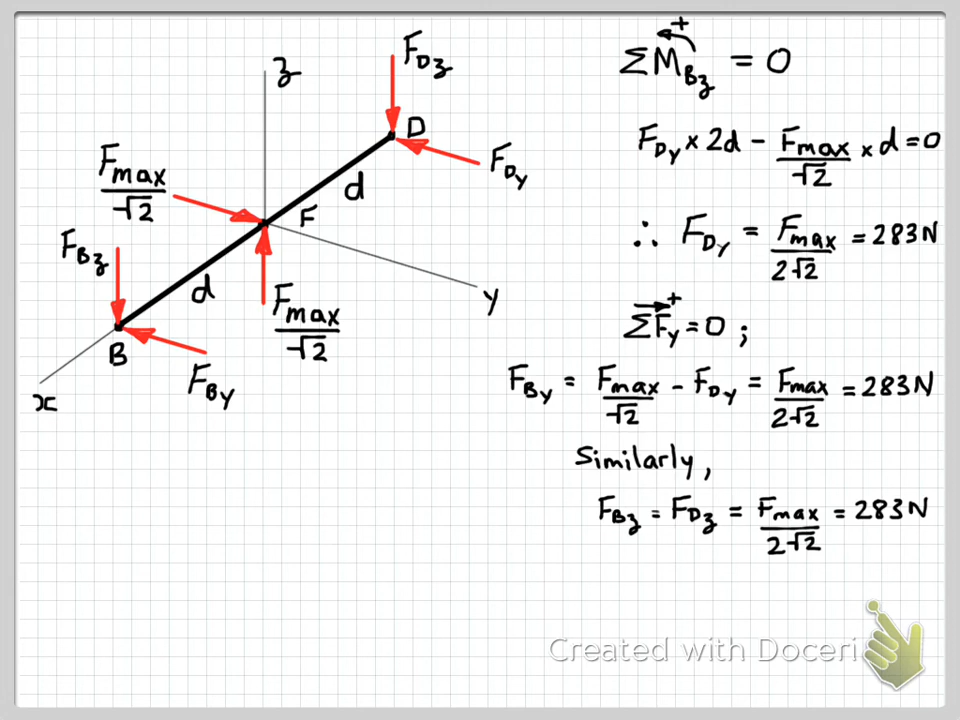 z
F_Dz
D
F_Dy
F_max/√2
d
F
F_Bz
d
F_max/√2
y
B
F_By
x
ΣM_Bz = 0
+
F_Dy × 2d − F_max/√2 × d = 0
∴ F_Dy = F_max/2√2 = 283N
+
ΣF_y = 0 ;
F_By = F_max/√2 − F_Dy = F_max/2√2 = 283N
Similarly,
F_Bz = F_Dz = F_max/2√2 = 283N
Created with Doceri